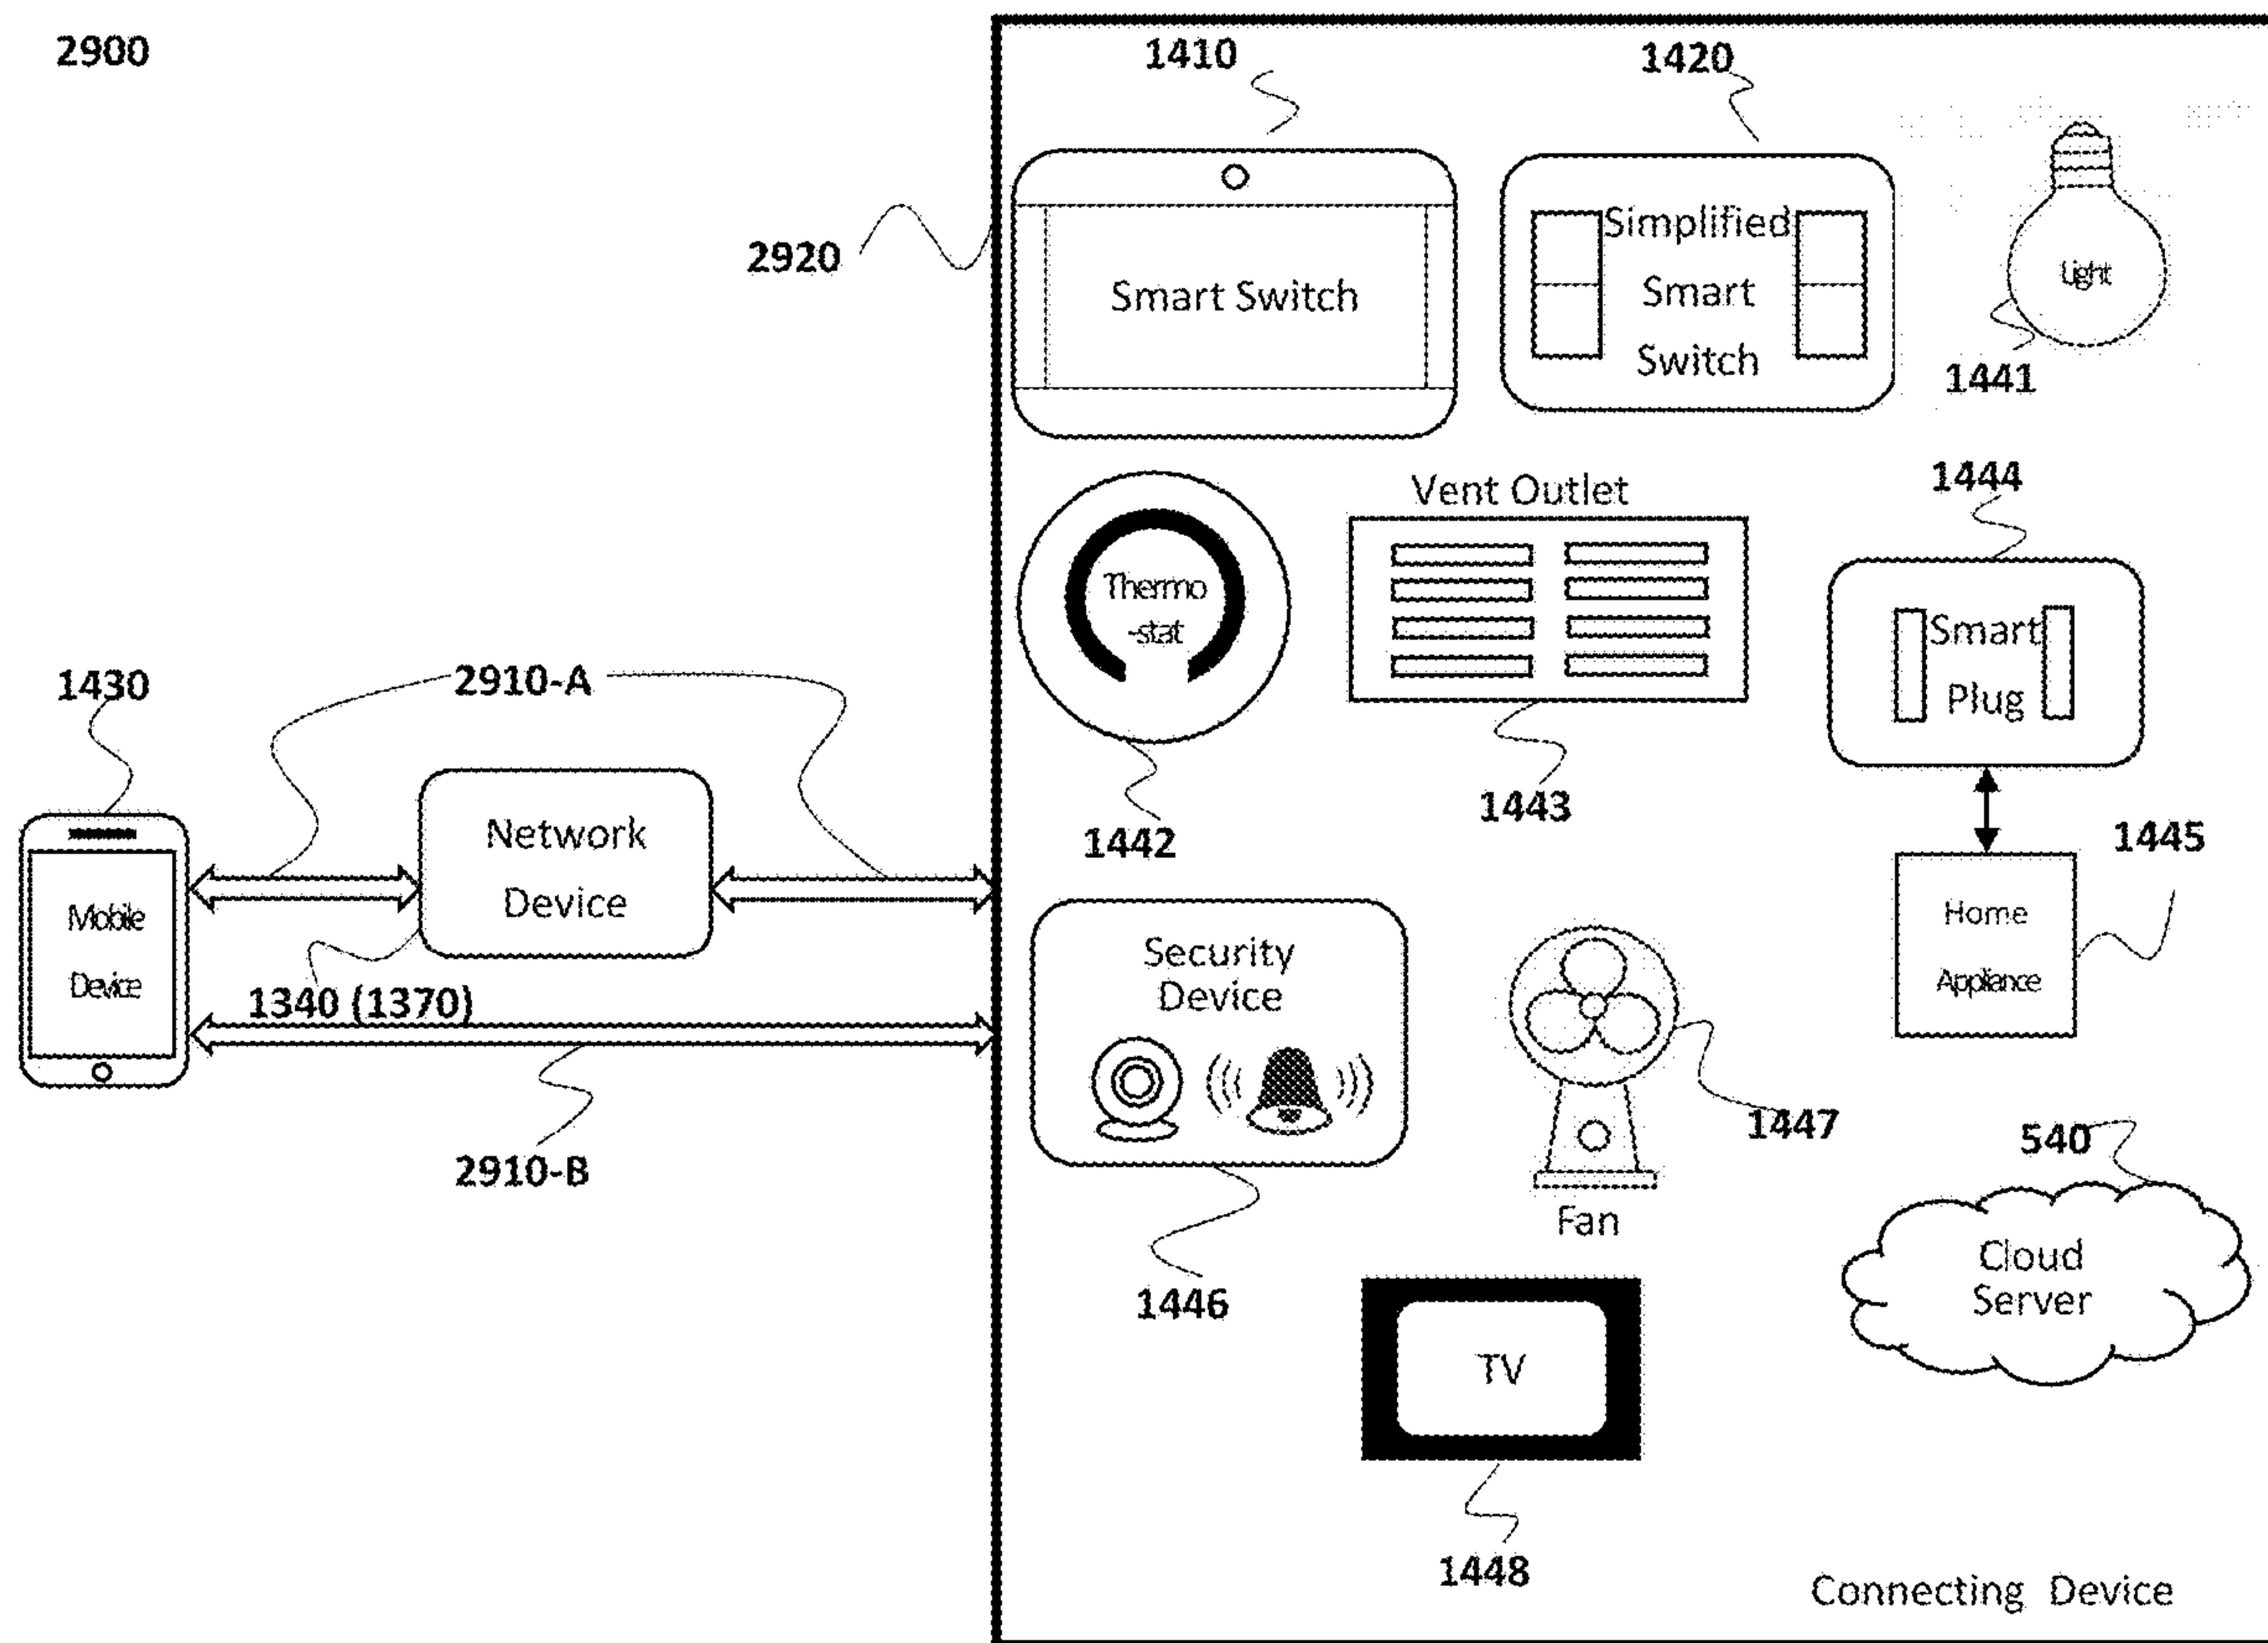 2900
1410
1420
2920
Smart Switch
Simplified
Smart
Switch
Light
1441
Vent Outlet
1444
Thermo
-stat
Smart
Plug
1430
2910-A
1443
1442
1445
Network
Device
Mobile
Device
1340 (1370)
2910-B
Security
Device
Home
Appliance
1447
540
1446
Fan
Cloud
Server
TV
1448
Connecting Device